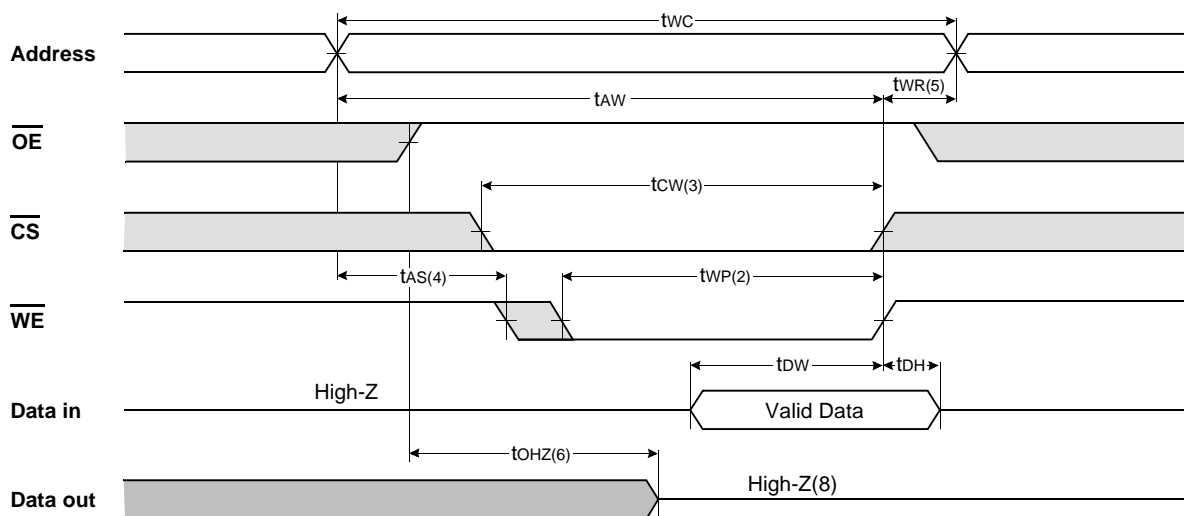 tWC
Address
tWR(5)
tAW
OE
tCW(3)
CS
tAS(4)
tWP(2)
WE
tDW
tDH
High-Z
Data in
Valid Data
tOHZ(6)
High-Z(8)
Data out